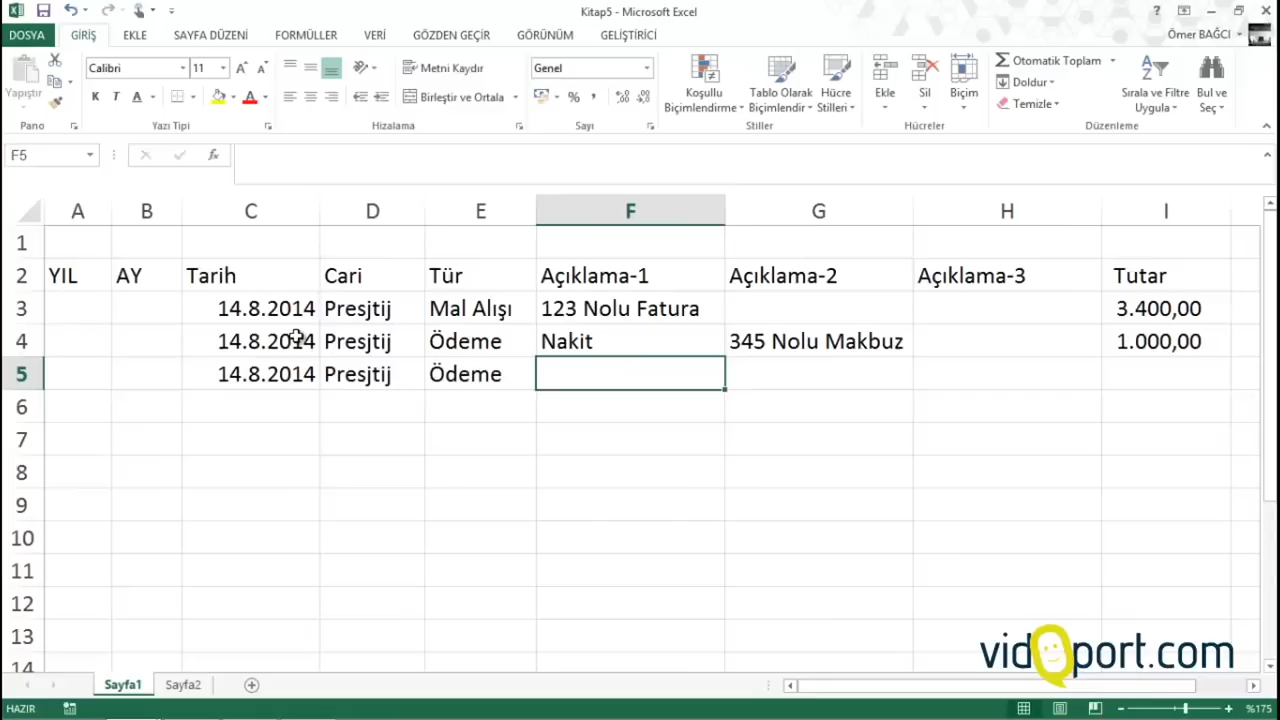 Kitap5 - Microsoft Excel
?
DOSYA GİRİŞ EKLE SAYFA DÜZENİ FORMÜLLER VERİ GÖZDEN GEÇİR GÖRÜNÜM GELİŞTİRİCİ Ömer BAĞCI
Yapıştır
Calibri 11
K T A
Metni Kaydır
Birleştir ve Ortala
Genel
Koşullu Biçimlendirme
Tablo Olarak Biçimlendir
Hücre Stilleri
Ekle
Sil
Biçim
Otomatik Toplam
Doldur
Temizle
Sırala ve Filtre Uygula
Bul ve Seç
Pano Yazı Tipi Hizalama Sayı Stiller Hücreler Düzenleme
F5 fx
A B C D E F G H I
1
2 YIL AY Tarih Cari Tür Açıklama-1 Açıklama-2 Açıklama-3 Tutar
3 14.8.2014 Presjtij Mal Alışı 123 Nolu Fatura 3.400,00
4 14.8.2014 Presjtij Ödeme Nakit 345 Nolu Makbuz 1.000,00
5 14.8.2014 Presjtij Ödeme
6
7
8
9
10
11
12
13
14
vidoport.com
Sayfa1 Sayfa2
HAZIR %175